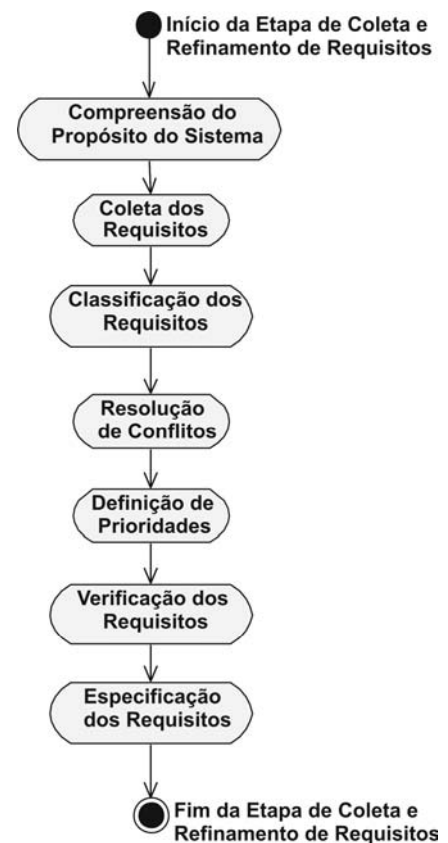 Início da Etapa de Coleta e
Refinamento de Requisitos
Compreensão do
Propósito do Sistema
Coleta dos
Requisitos
Classificação dos
Requisitos
Resolução
de Conflitos
Definição de
Prioridades
Verificação dos
Requisitos
Especificação
dos Requisitos
Fim da Etapa de Coleta e
Refinamento de Requisitos